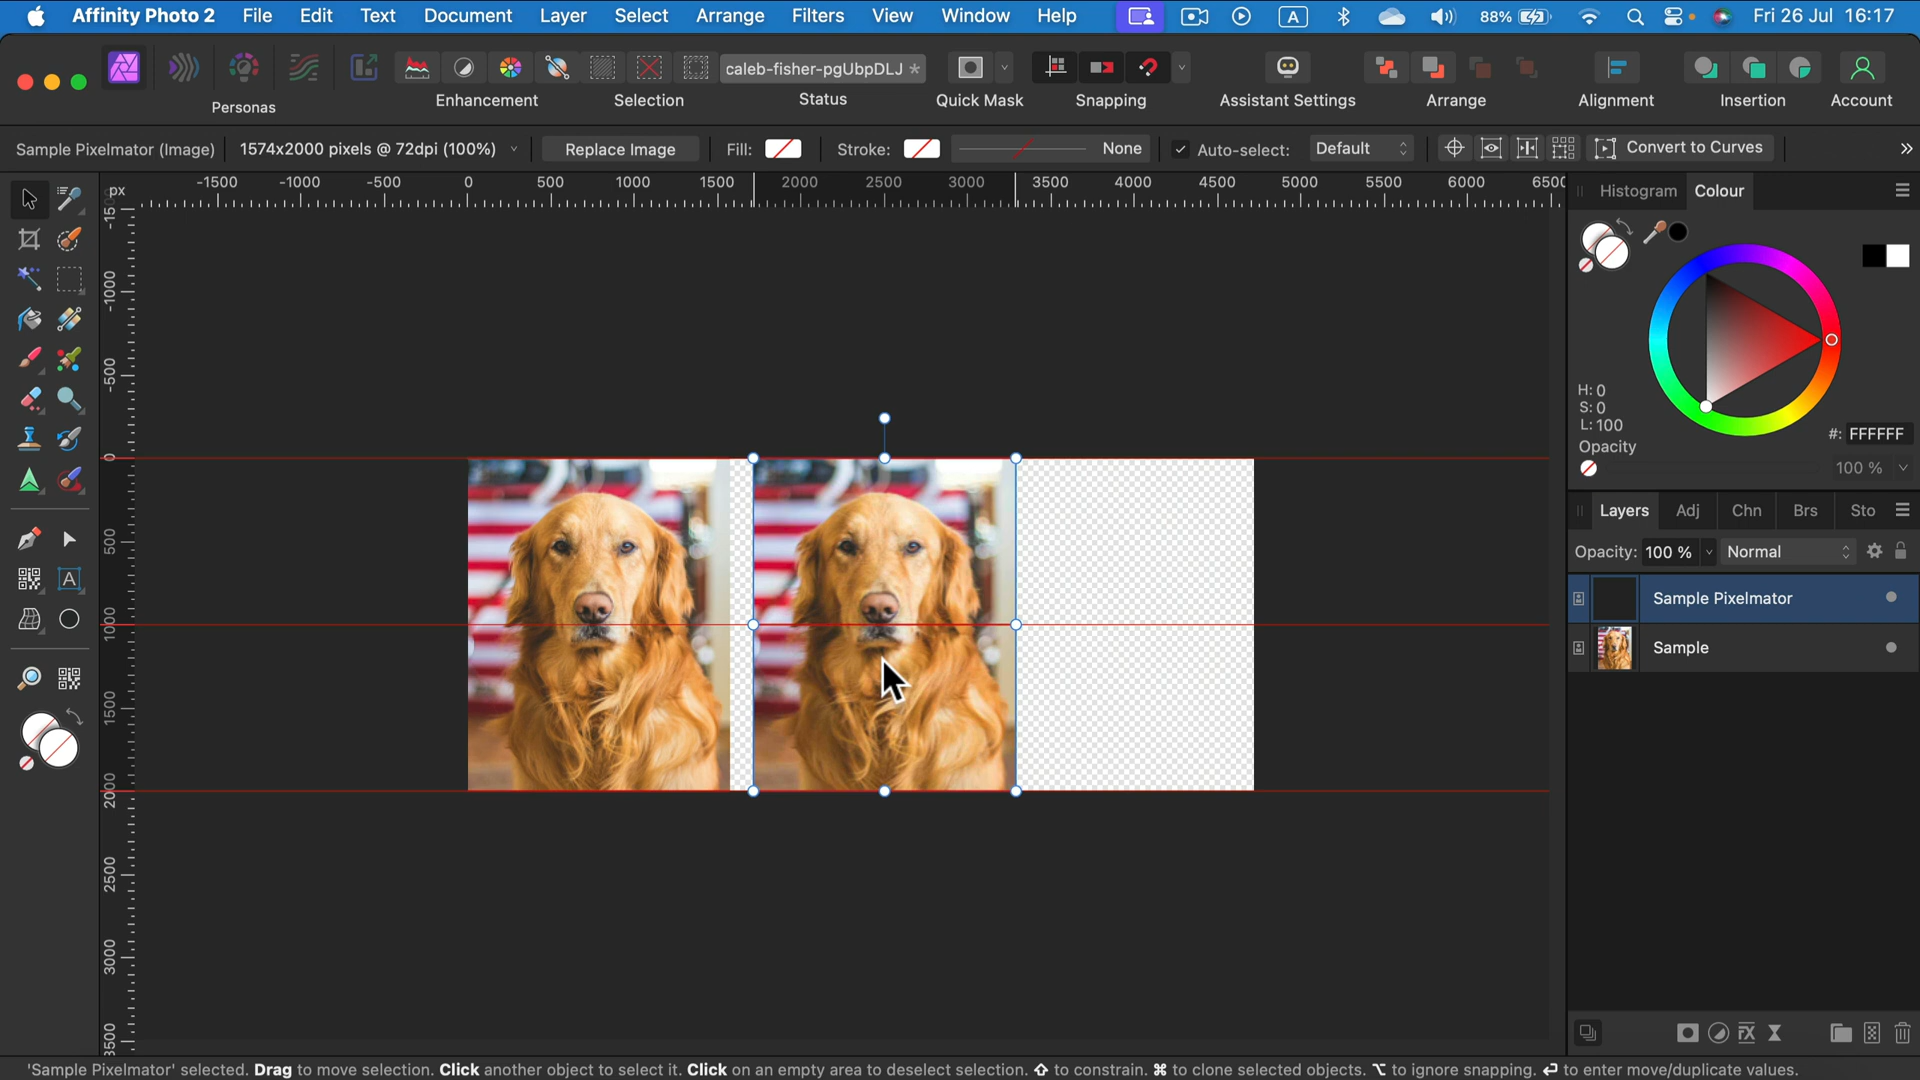 Affinity Photo 2 File Edit Text Document Layer Select Arrange Filters View Window Help A 88% Fri 26 Jul 16:17
caleb-fisher-pgUbpDLJ *
Personas Enhancement Selection Status Quick Mask Snapping Assistant Settings Arrange Alignment Insertion Account
Sample Pixelmator (Image) 1574x2000 pixels @ 72dpi (100%) Replace Image Fill: Stroke: None Auto-select: Default Convert to Curves »
px -1500 -1000 -500 0 500 1000 1500 2000 2500 3000 3500 4000 4500 5000 5500 6000 6500
-1000
-500
0
500
1000
1500
2000
2500
3000
3500
Histogram Colour
H: 0
S: 0
L: 100
#: FFFFFF
Opacity
100 %
Layers Adj Chn Brs Sto
Opacity: 100 % Normal
Sample Pixelmator
Sample
'Sample Pixelmator' selected. Drag to move selection. Click another object to select it. Click on an empty area to deselect selection. ⇧ to constrain. ⌘ to clone selected objects. ⌥ to ignore snapping. ↩ to enter move/duplicate values.